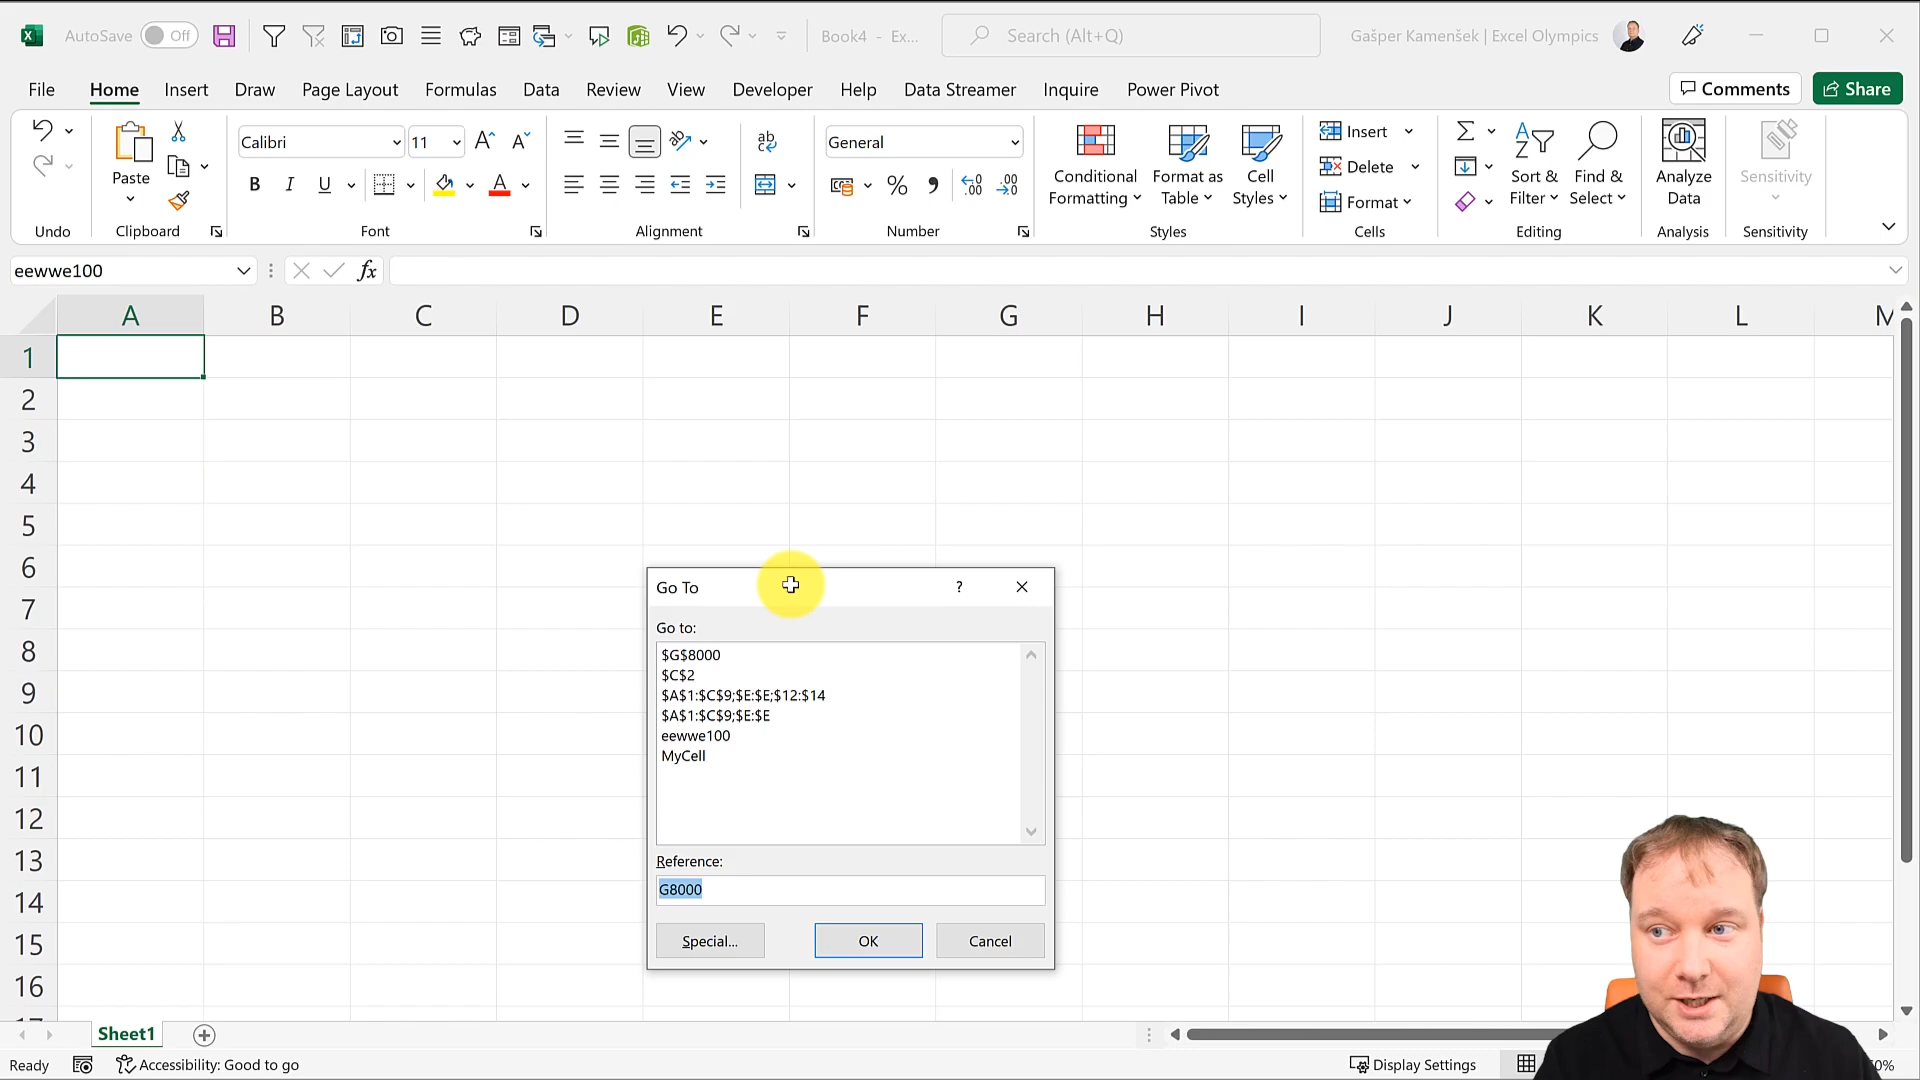 AutoSave Off Book4 - Ex... Search (Alt+Q) Gašper Kamenšek | Excel Olympics
File Home Insert Draw Page Layout Formulas Data Review View Developer Help Data Streamer Inquire Power Pivot Comments Share
Undo
Paste
Clipboard
Calibri 11
B I U A
Font
ab
Alignment
General
% 9 .00
Number
Conditional Formatting
Format as Table
Cell Styles
Styles
Insert
Delete
Format
Cells
Sort & Filter
Find & Select
Editing
Analyze Data
Analysis
Sensitivity
Sensitivity
eewwe100 fx
A B C D E F G H I J K L M
1
2
3
4
5
6
7
8
9
10
11
12
13
14
15
16
17
Go To ?
Go to:
$G$8000
$C$2
$A$1:$C$9;$E:$E;$12:$14
$A$1:$C$9;$E:$E
eewwe100
MyCell
Reference:
G8000
Special... OK Cancel
Sheet1
Ready Accessibility: Good to go Display Settings